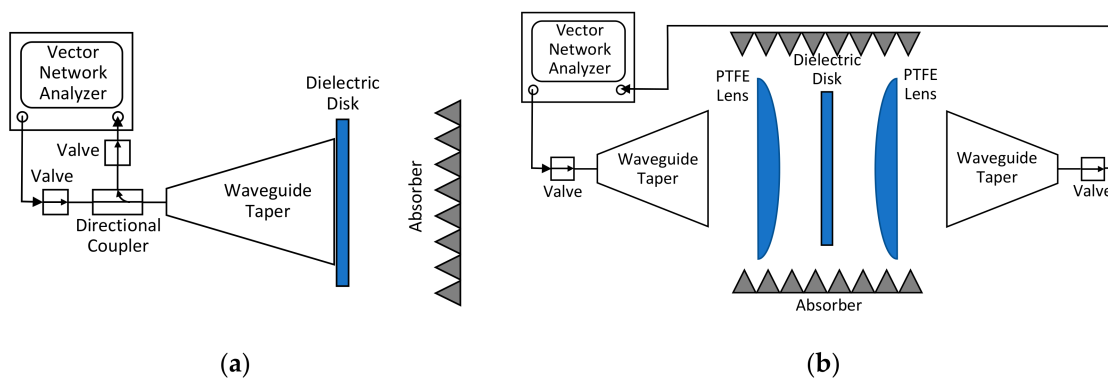 Vector
Network
Analyzer
Valve
Valve
Directional
Coupler
Waveguide
Taper
Dielectric
Disk
Absorber
(a)
Vector
Network
Analyzer
Valve
Waveguide
Taper
PTFE
Lens
Dielectric
Disk
PTFE
Lens
Absorber
Waveguide
Taper
Valve
(b)